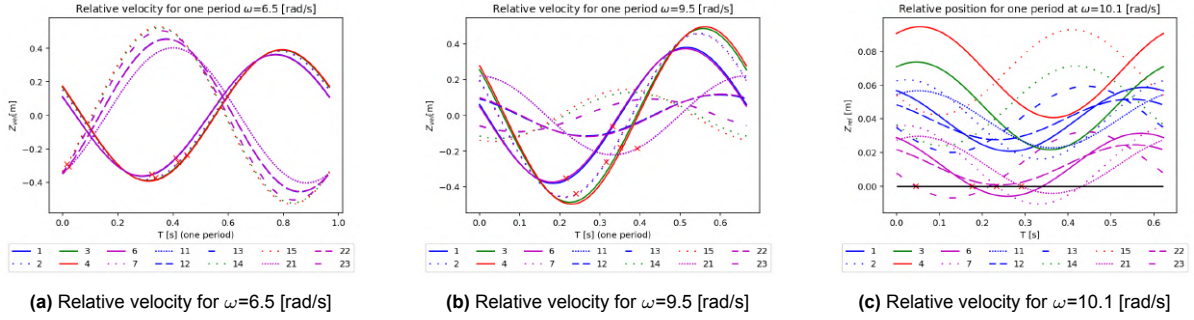 Relative velocity for one period ω=6.5 [rad/s]
Z_rel[m]
0.4
0.2
0.0
−0.2
−0.4
0.0 0.2 0.4 0.6 0.8 1.0
T [s] (one period)
1 3 6 11 13 15 22
2 4 7 12 14 21 23
(a) Relative velocity for ω=6.5 [rad/s]
Relative velocity for one period ω=9.5 [rad/s]
Z_rel[m]
0.4
0.2
0.0
−0.2
−0.4
0.0 0.1 0.2 0.3 0.4 0.5 0.6
T [s] (one period)
1 3 6 11 13 15 22
2 4 7 12 14 21 23
(b) Relative velocity for ω=9.5 [rad/s]
Relative position for one period at ω=10.1 [rad/s]
Z_rel [m]
0.08
0.06
0.04
0.02
0.00
0.0 0.1 0.2 0.3 0.4 0.5 0.6
T [s]
1 3 6 11 13 15 22
2 4 7 12 14 21 23
(c) Relative velocity for ω=10.1 [rad/s]